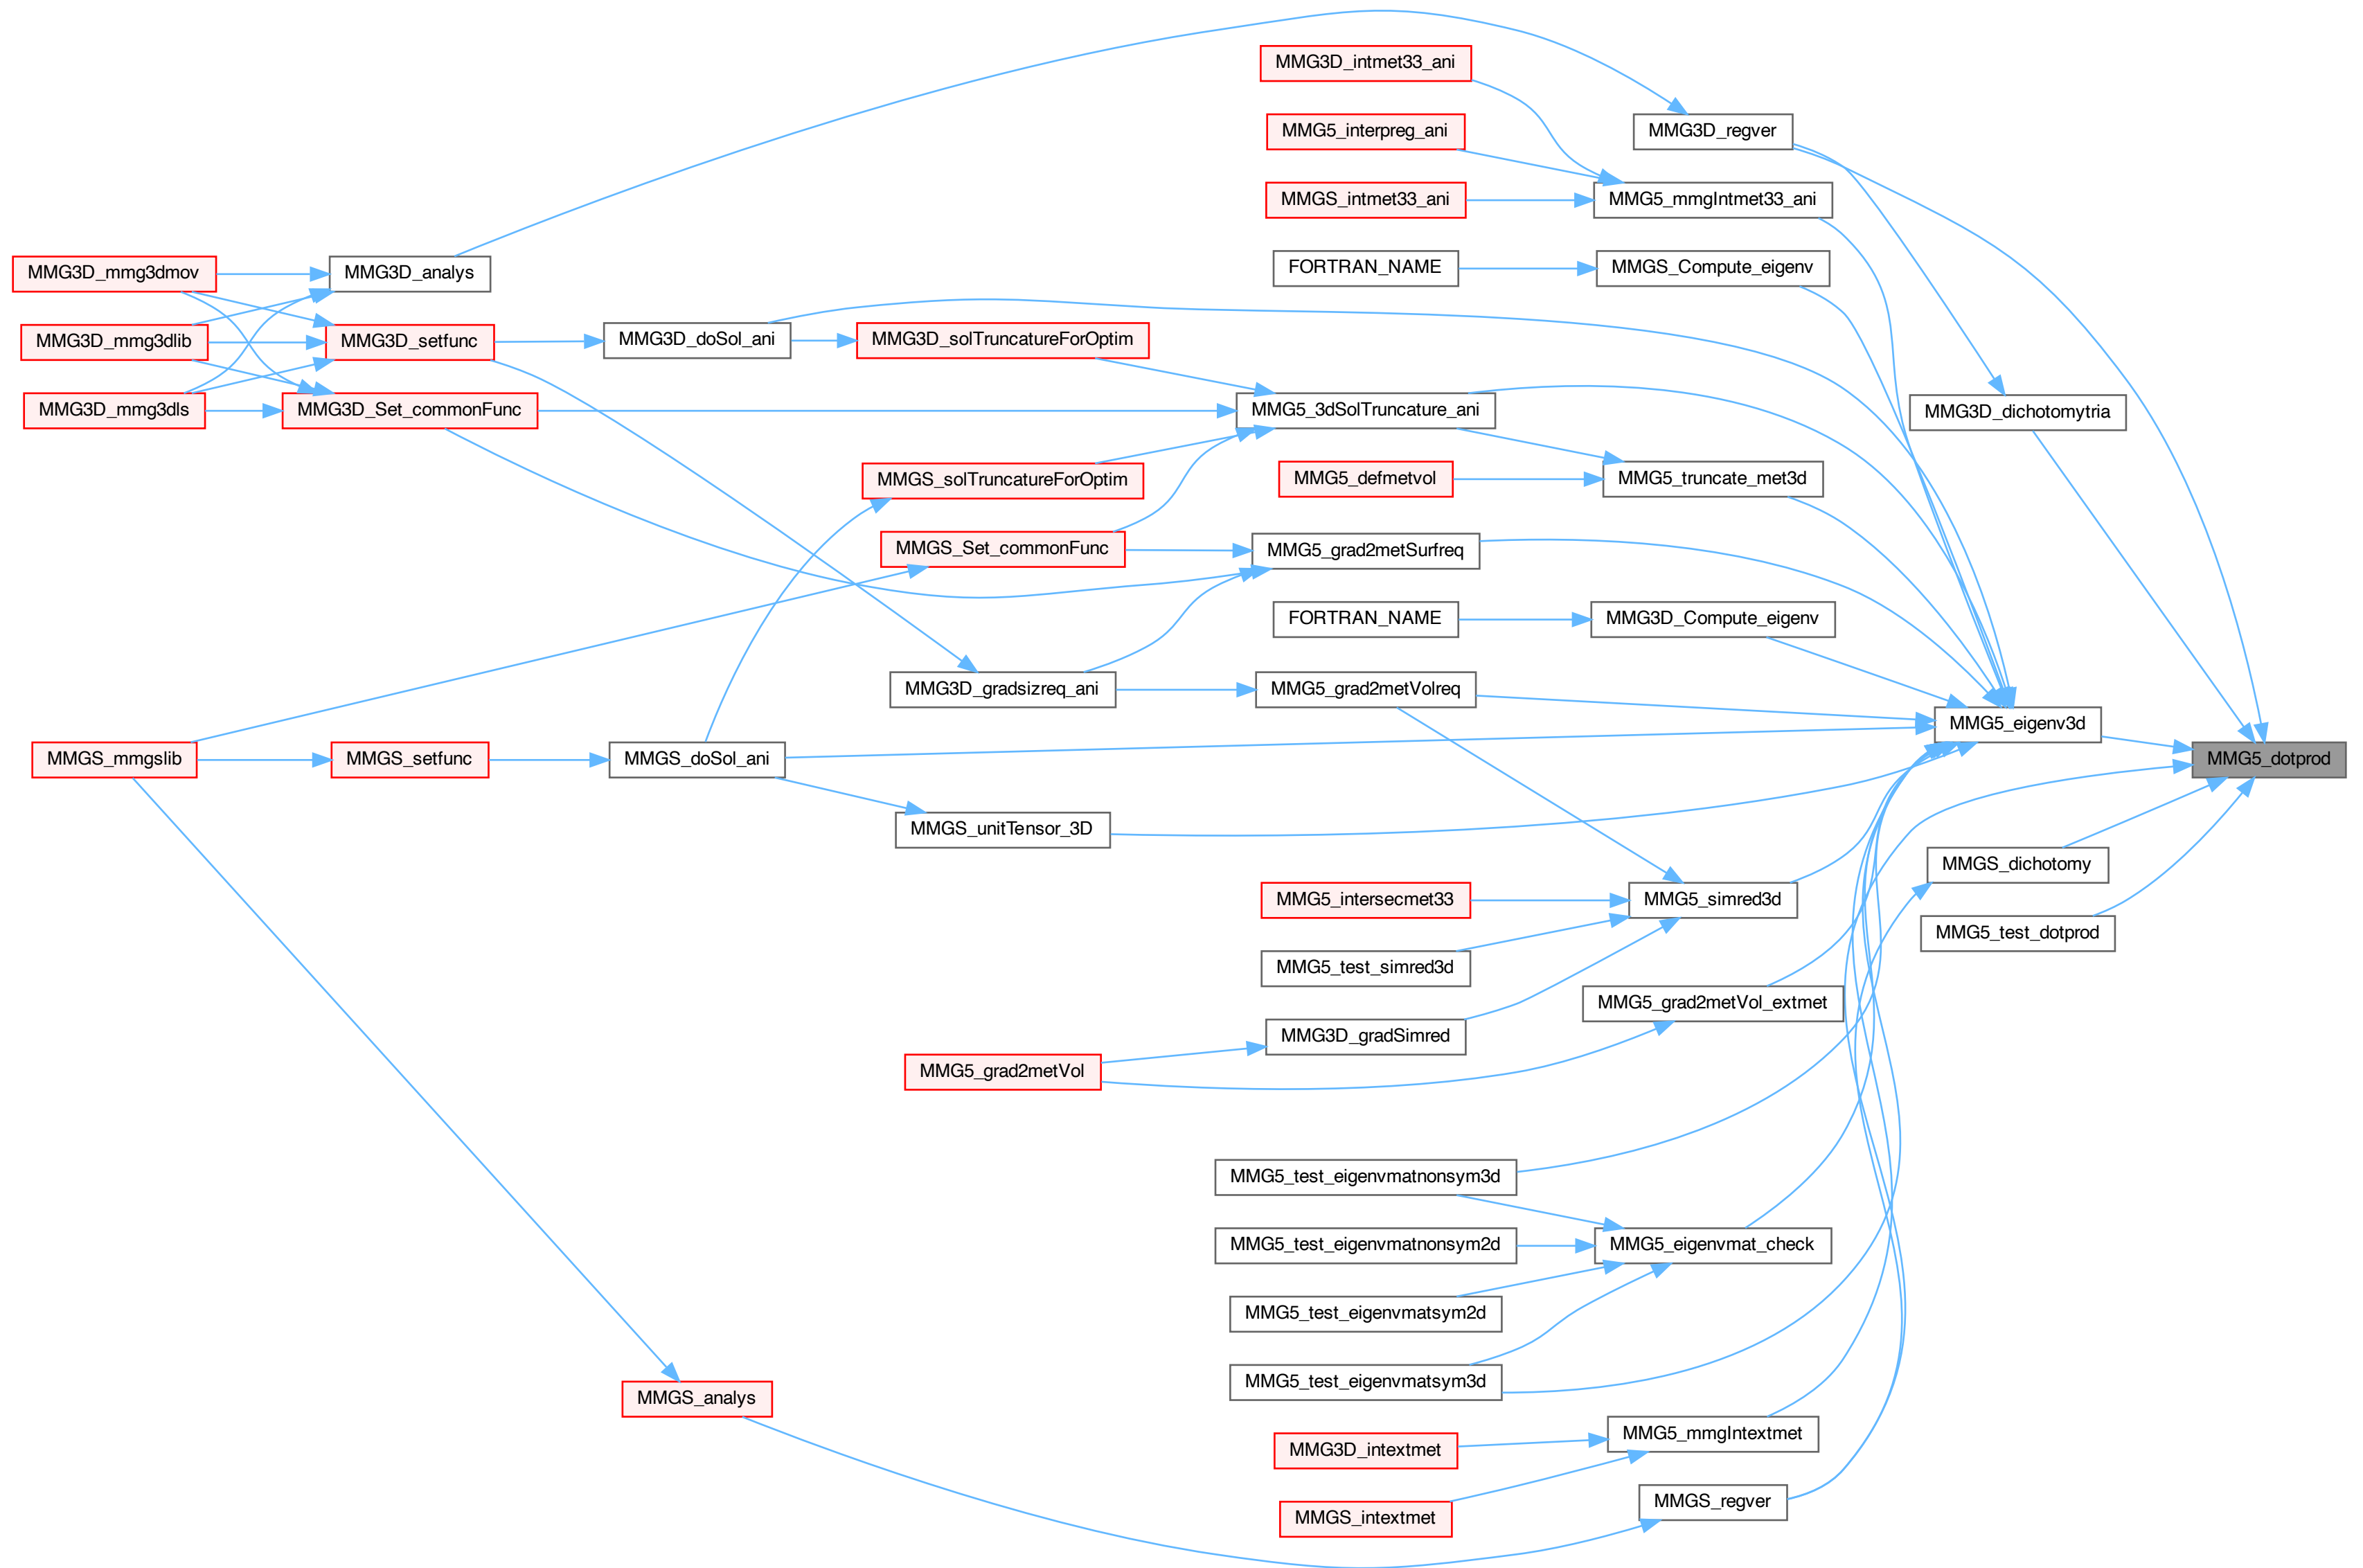 MMG3D_intmet33_ani
MMG5_interpreg_ani
MMG3D_regver
MMGS_intmet33_ani
MMG5_mmgIntmet33_ani
MMG3D_mmg3dmov
MMG3D_analys
FORTRAN_NAME
MMGS_Compute_eigenv
MMG3D_mmg3dlib
MMG3D_setfunc
MMG3D_doSol_ani
MMG3D_solTruncatureForOptim
MMG3D_mmg3dls
MMG3D_Set_commonFunc
MMG5_3dSolTruncature_ani
MMG3D_dichotomytria
MMGS_solTruncatureForOptim
MMG5_defmetvol
MMG5_truncate_met3d
MMGS_Set_commonFunc
MMG5_grad2metSurfreq
FORTRAN_NAME
MMG3D_Compute_eigenv
MMG3D_gradsizreq_ani
MMG5_grad2metVolreq
MMG5_eigenv3d
MMGS_mmgslib
MMGS_setfunc
MMGS_doSol_ani
MMG5_dotprod
MMGS_unitTensor_3D
MMGS_dichotomy
MMG5_intersecmet33
MMG5_simred3d
MMG5_test_dotprod
MMG5_test_simred3d
MMG5_grad2metVol_extmet
MMG3D_gradSimred
MMG5_grad2metVol
MMG5_test_eigenvmatnonsym3d
MMG5_test_eigenvmatnonsym2d
MMG5_eigenvmat_check
MMG5_test_eigenvmatsym2d
MMG5_test_eigenvmatsym3d
MMGS_analys
MMG5_mmgIntextmet
MMG3D_intextmet
MMGS_regver
MMGS_intextmet